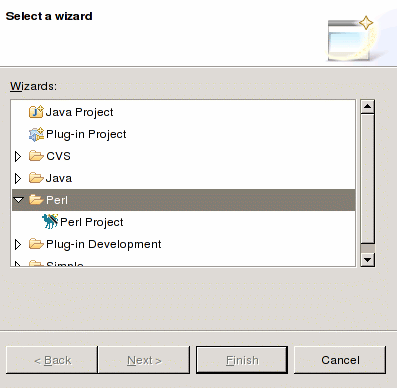 Select a wizard
Wizards:
Java Project
Plug-in Project
CVS
Java
Perl
Perl Project
Plug-in Development
Simple
< Back
Next >
Finish
Cancel